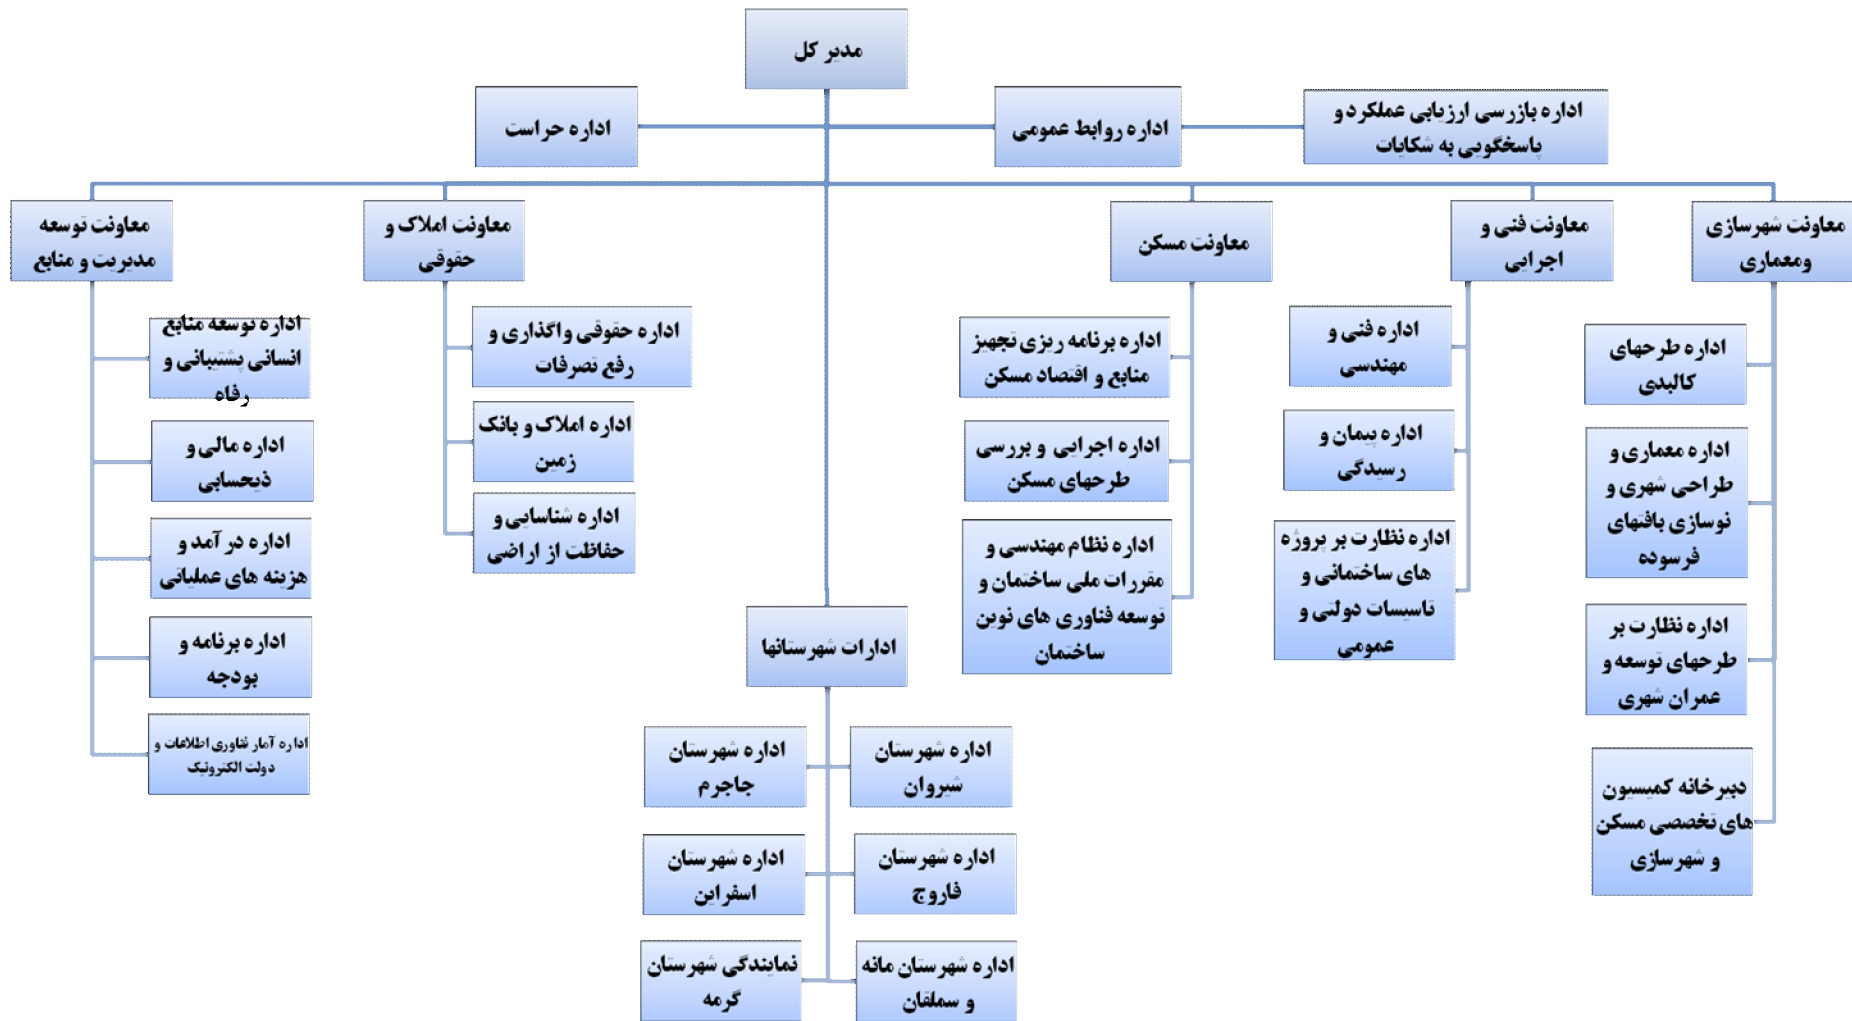 مدیر کل
اداره بازرسی ارزیابی عملکرد و
پاسخگویی به شکایات
اداره روابط عمومی
اداره حراست
معاونت شهرسازی
ومعماری
معاونت فنی و
اجرایی
معاونت مسکن
معاونت املاک و
حقوقی
معاونت توسعه
مدیریت و منابع
اداره طرحهای
کالبدی
اداره معماری و
طراحی شهری و
نوسازی بافتهای
فرسوده
اداره نظارت بر
طرحهای توسعه و
عمران شهری
دبیرخانه کمیسیون
های تخصصی مسکن
و شهرسازی
اداره فنی و
مهندسی
اداره پیمان و
رسیدگی
اداره نظارت بر پروژه
های ساختمانی و
تاسیسات دولتی و
عمومی
اداره برنامه ریزی تجهیز
منابع و اقتصاد مسکن
اداره اجرایی و بررسی
طرحهای مسکن
اداره نظام مهندسی و
مقررات ملی ساختمان و
توسعه فناوری های نوین
ساختمان
اداره حقوقی واگذاری و
رفع تصرفات
اداره املاک و بانک
زمین
اداره شناسایی و
حفاظت از اراضی
اداره توسعه منابع
انسانی پشتیبانی و
رفاه
اداره مالی و
ذیحسابی
اداره درآمد و
هزینه های عملیاتی
اداره برنامه و
بودجه
اداره آمار فناوری اطلاعات و
دولت الکترونیک
ادارات شهرستانها
اداره شهرستان
شیروان
اداره شهرستان
جاجرم
اداره شهرستان
فاروج
اداره شهرستان
اسفراین
اداره شهرستان مانه
و سملقان
نمایندگی شهرستان
گرمه